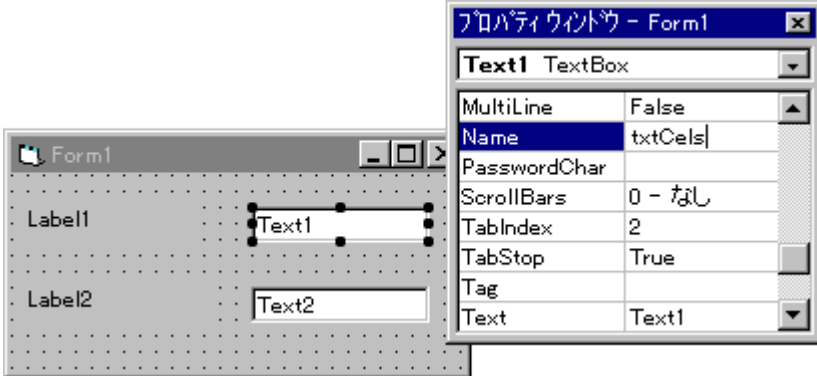 プロパティ ウィンドウ - Form1
Text1 TextBox
MultiLine False
Name txtCels
PasswordChar
ScrollBars 0 - なし
TabIndex 2
TabStop True
Tag
Text Text1
Form1
Label1 Text1
Label2 Text2